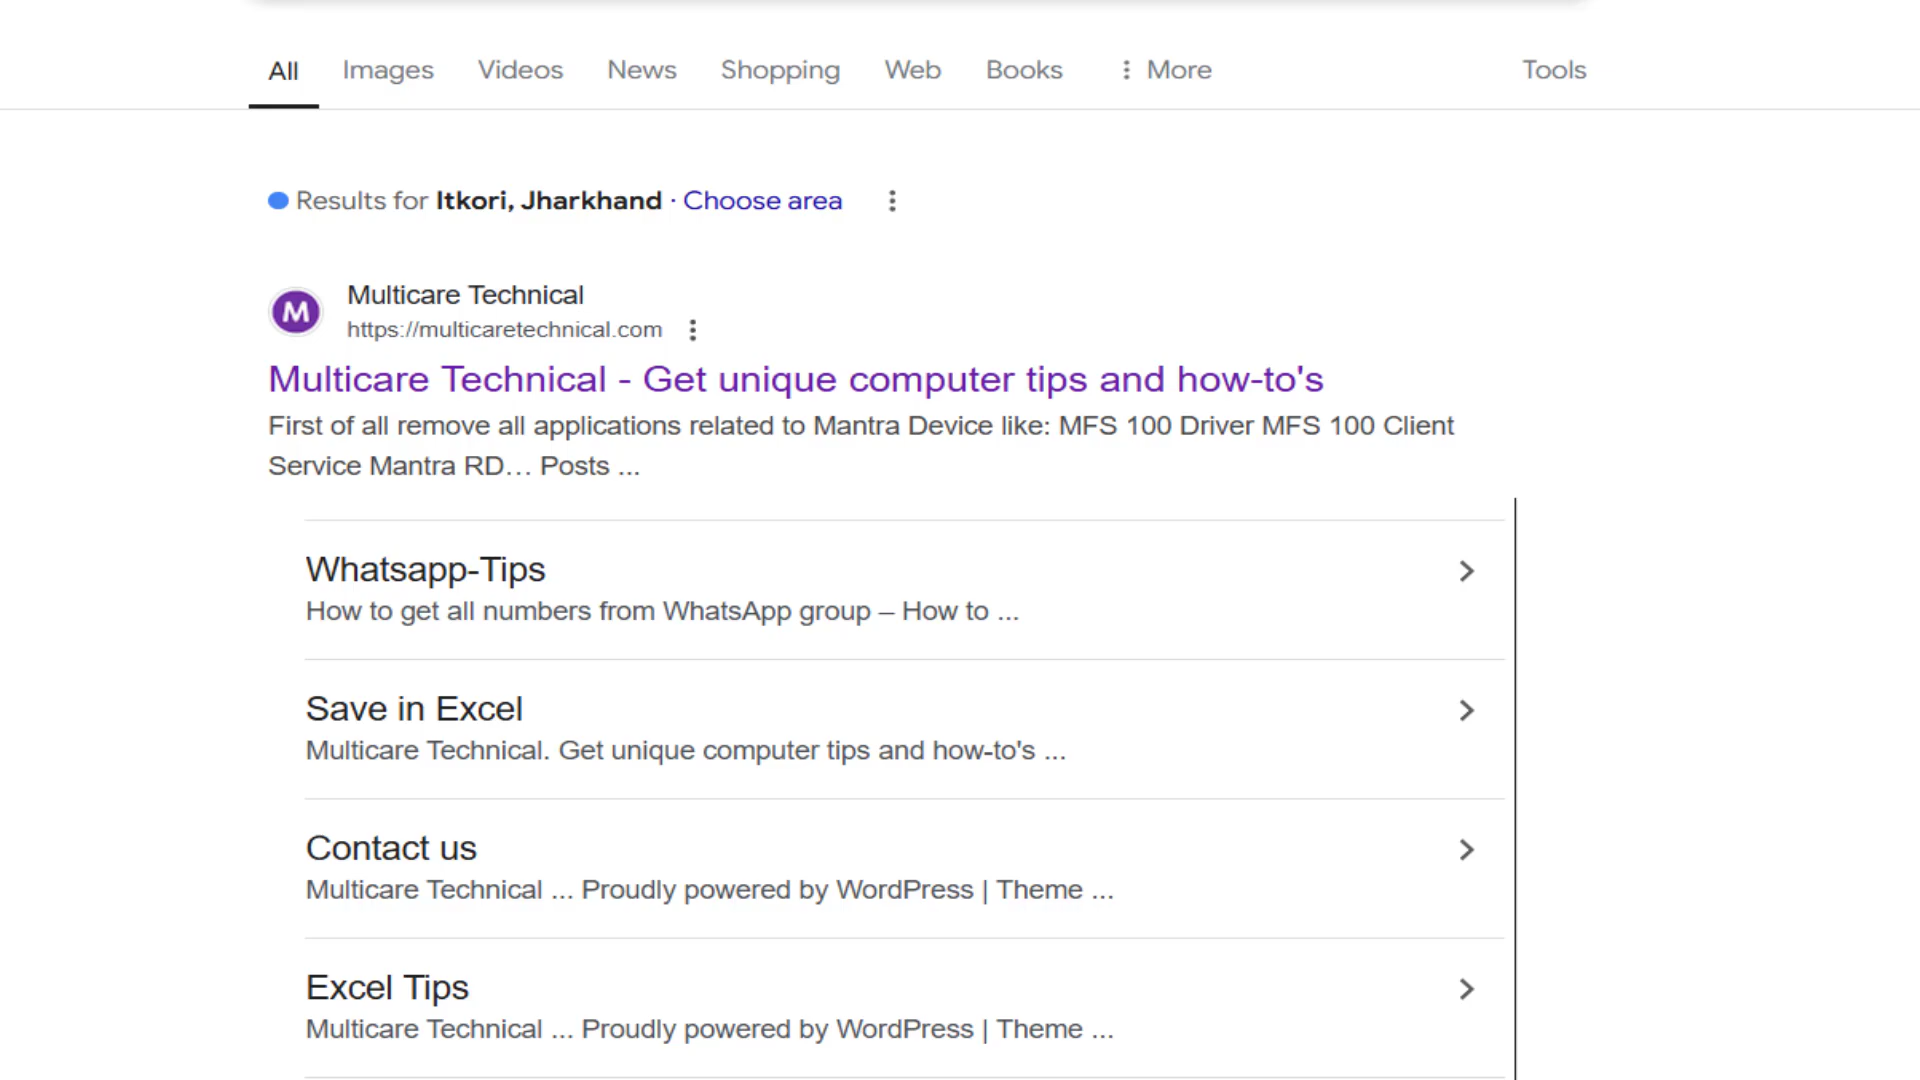 All Images Videos News Shopping Web Books More Tools
Results for Itkori, Jharkhand · Choose area
M
Multicare Technical
https://multicaretechnical.com
Multicare Technical - Get unique computer tips and how-to's
First of all remove all applications related to Mantra Device like: MFS 100 Driver MFS 100 Client
Service Mantra RD… Posts ...
Whatsapp-Tips
How to get all numbers from WhatsApp group – How to ...
Save in Excel
Multicare Technical. Get unique computer tips and how-to's ...
Contact us
Multicare Technical ... Proudly powered by WordPress | Theme ...
Excel Tips
Multicare Technical ... Proudly powered by WordPress | Theme ...